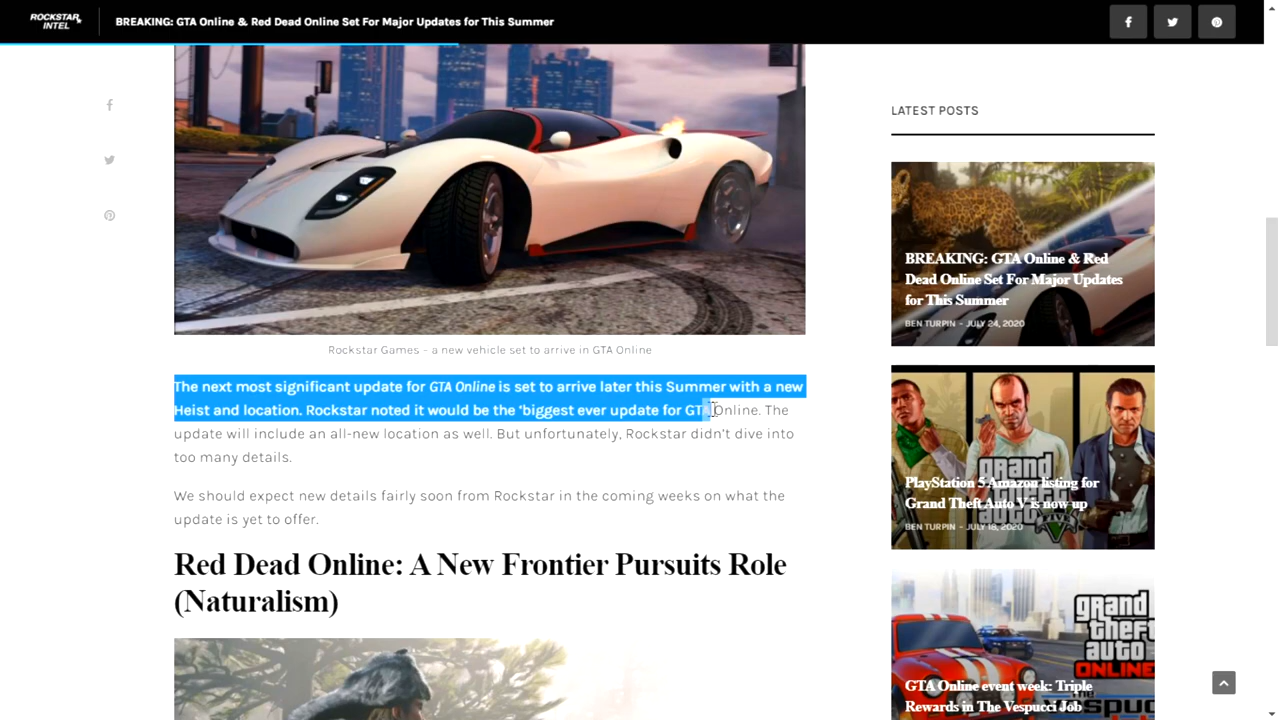 ROCKSTAR
INTEL
BREAKING: GTA Online & Red Dead Online Set For Major Updates for This Summer
Rockstar Games – a new vehicle set to arrive in GTA Online
The next most significant update for GTA Online is set to arrive later this Summer with a new
Heist and location. Rockstar noted it would be the ‘biggest ever update for GTA Online. The
update will include an all-new location as well. But unfortunately, Rockstar didn’t dive into
too many details.
We should expect new details fairly soon from Rockstar in the coming weeks on what the
update is yet to offer.
Red Dead Online: A New Frontier Pursuits Role
(Naturalism)
LATEST POSTS
BREAKING: GTA Online & Red
Dead Online Set For Major Updates
for This Summer
BEN TURPIN – JULY 24, 2020
grand
theft
auto
PlayStation 5 Amazon listing for
Grand Theft Auto V is now up
BEN TURPIN – JULY 18, 2020
grand
theft
auto
ONLINE
GTA Online event week: Triple
Rewards in The Vespucci Job